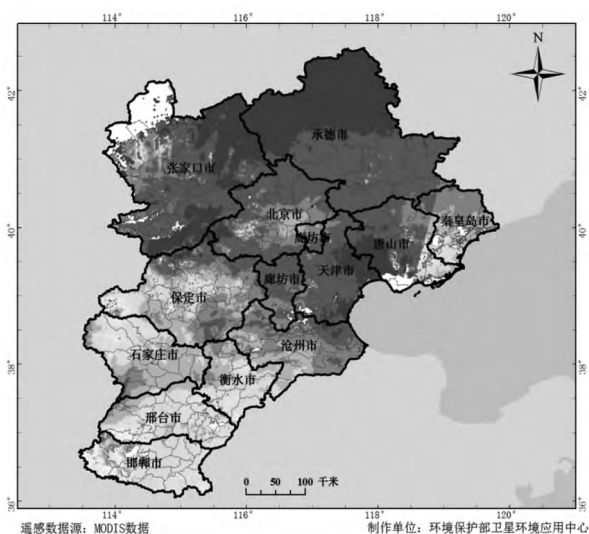 114° 116° 118° 120°
N
42°
承德市
张家口市
北京市
秦皇岛市
40°
40°
廊坊市
唐山市
天津市
廊坊市
保定市
沧州市
石家庄市
38°
38°
衡水市
邢台市
邯郸市
0 50 100 千米
36°
36°
114° 116° 118° 120°
遥感数据源：MODIS数据
制作单位：环境保护部卫星环境应用中心